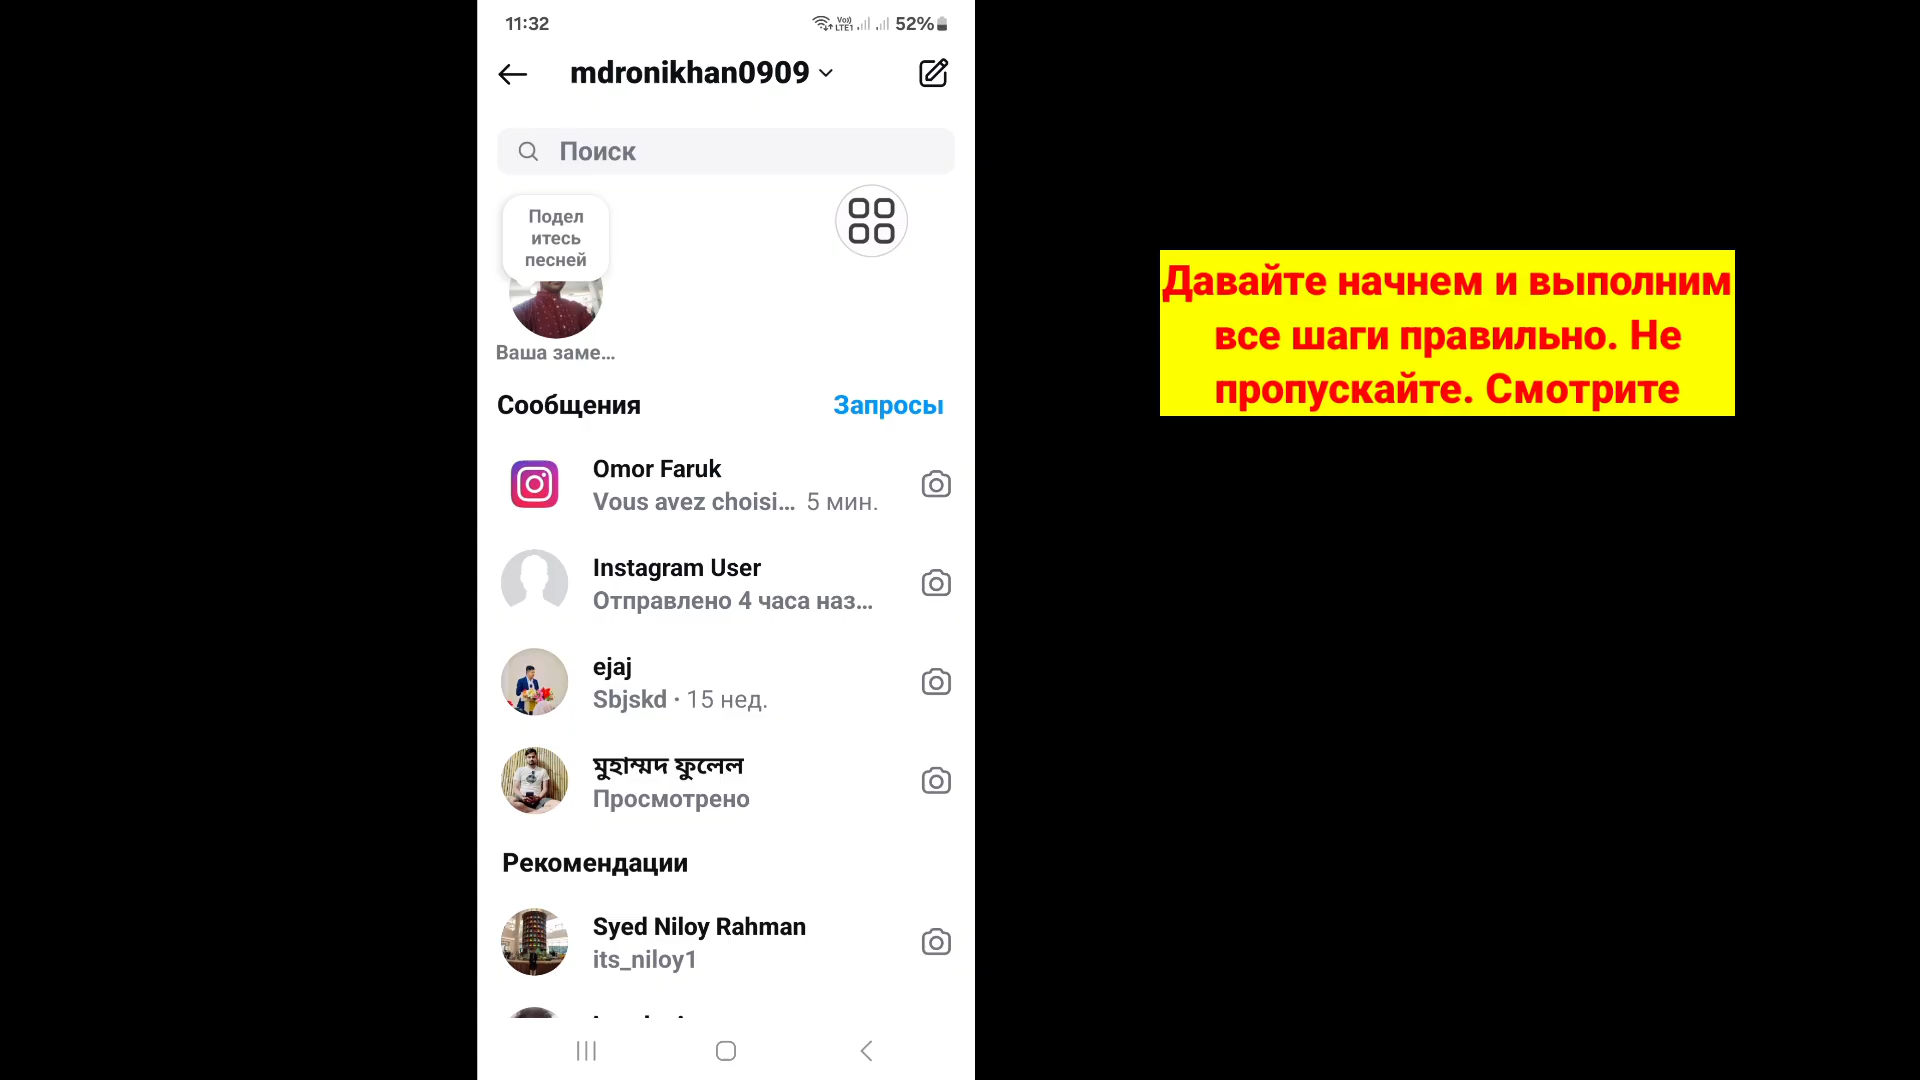 11:32
Vo)) LTE1 52%
mdronikhan0909
Поиск
Подел
итесь
песней
Ваша заме...
Сообщения Запросы
Omor Faruk
Vous avez choisi... 5 мин.
Instagram User
Отправлено 4 часа наз...
ejaj
Sbjskd · 15 нед.
মুহাম্মদ ফুলেল
Просмотрено
Рекомендации
Syed Niloy Rahman
its_niloy1
Давайте начнем и выполним
все шаги правильно. Не
пропускайте. Смотрите